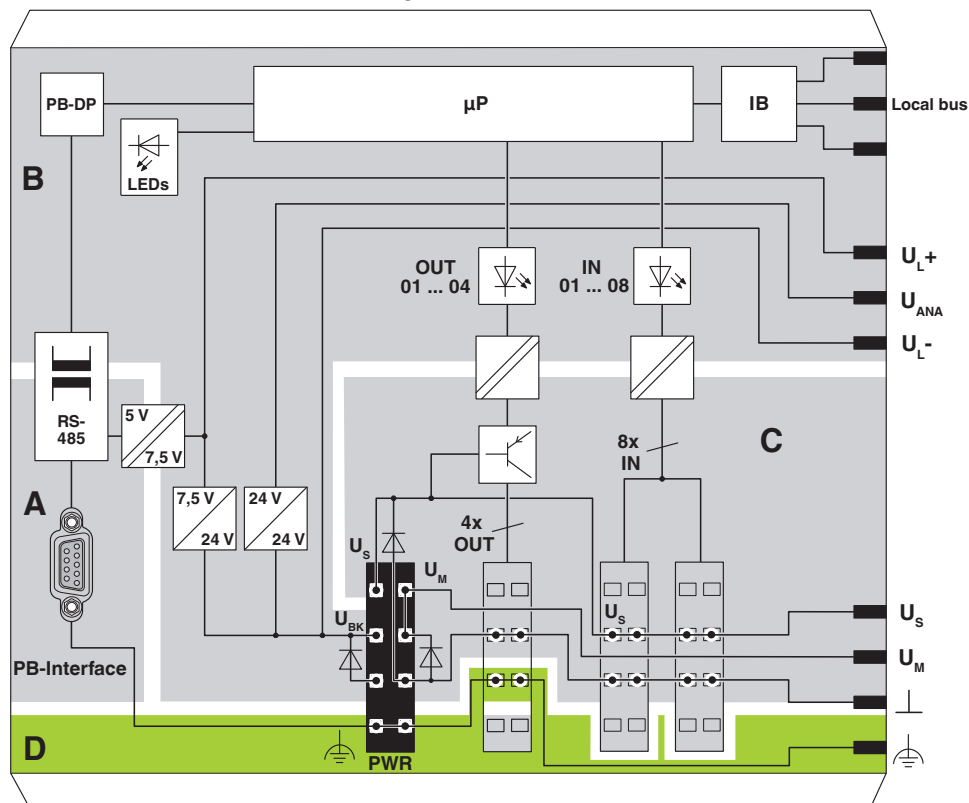 PB-DP
µP
IB
Local bus
LEDs
B
OUT
01 ... 04
IN
01 ... 08
U_L+
U_ANA
U_L-
RS-
485
5 V
7,5 V
8x
IN
C
A
7,5 V
24 V
24 V
24 V
4x
OUT
U_S
U_M
U_BK
U_S
U_S
U_M
PB-Interface
D
PWR